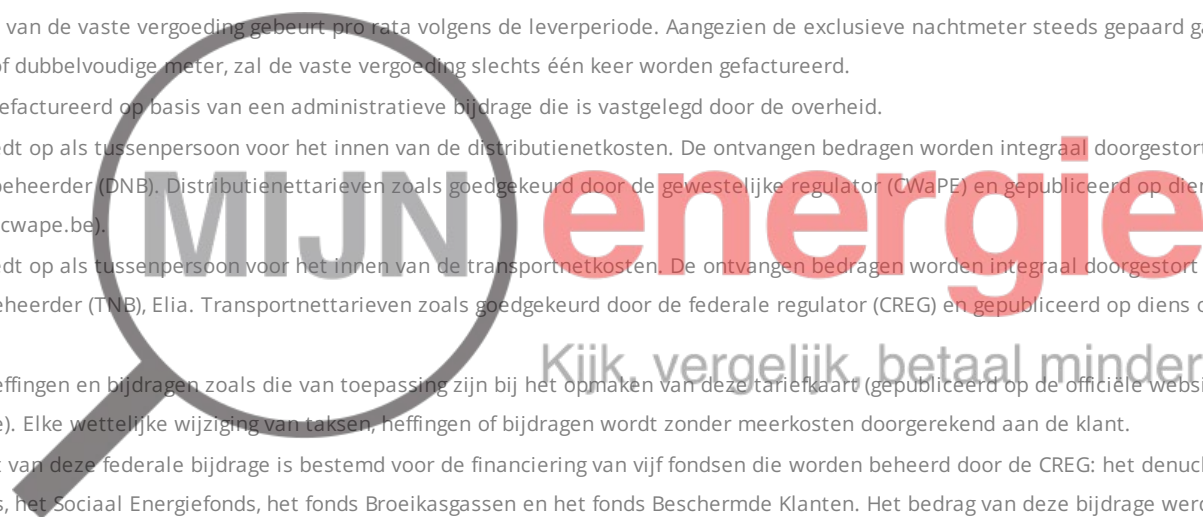 van de vaste vergoeding gebeurt pro rata volgens de leverperiode. Aangezien de exclusieve nachtmeter steeds gepaard
of dubbelvoudige meter, zal de vaste vergoeding slechts één keer worden gefactureerd.
efactureerd op basis van een administratieve bijdrage die is vastgelegd door de overheid.
edt op als tussenpersoon voor het innen van de distributienetkosten. De ontvangen bedragen worden integraal doorgestort
beheerder (DNB). Distributienettarieven zoals goedgekeurd door de gewestelijke regulator (CWaPE) en gepubliceerd op dien
cwape.be).
MIJN energie
edt op als tussenpersoon voor het innen van de transportnetkosten. De ontvangen bedragen worden integraal doorgestort
eheerder (TNB), Elia. Transportnettarieven zoals goedgekeurd door de federale regulator (CREG) en gepubliceerd op diens
Kijk, vergelijk, betaal minder
effingen en bijdragen zoals die van toepassing zijn bij het opmaken van deze tariefkaart (gepubliceerd op de officiële websi
e). Elke wettelijke wijziging van taksen, heffingen of bijdragen wordt zonder meerkosten doorgerekend aan de klant.
van deze federale bijdrage is bestemd voor de financiering van vijf fondsen die worden beheerd door de CREG: het denucl
s, het Sociaal Energiefonds, het fonds Broeikasgassen en het fonds Beschermde Klanten. Het bedrag van deze bijdrage werd